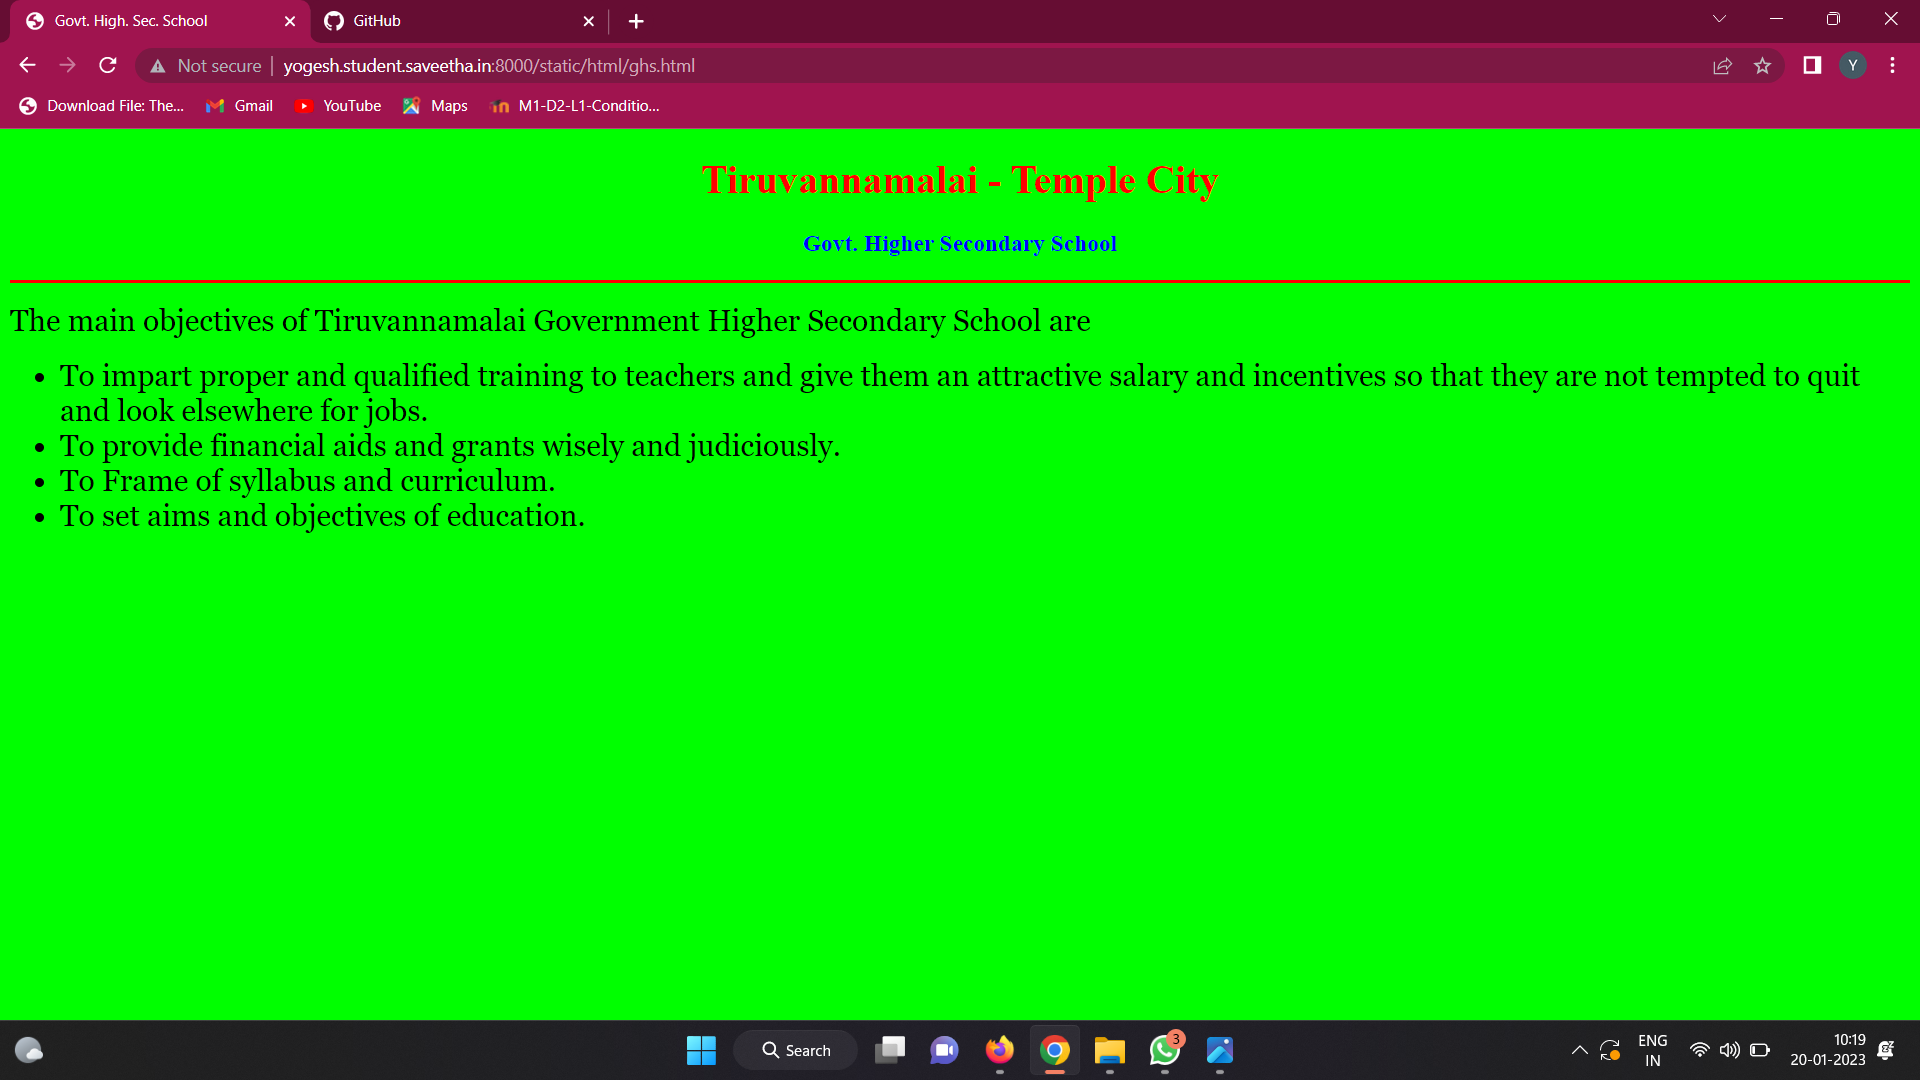 Govt. High. Sec. School
GitHub
Not secure
yogesh.student.saveetha.in:8000/static/html/ghs.html
Y
Download File: The...
Gmail
YouTube
Maps
M1-D2-L1-Conditio...
Tiruvannamalai - Temple City
Govt. Higher Secondary School
The main objectives of Tiruvannamalai Government Higher Secondary School are
• To impart proper and qualified training to teachers and give them an attractive salary and incentives so that they are not tempted to quit
and look elsewhere for jobs.
• To provide financial aids and grants wisely and judiciously.
• To Frame of syllabus and curriculum.
• To set aims and objectives of education.
Search
3
ENG
IN
10:19
20-01-2023